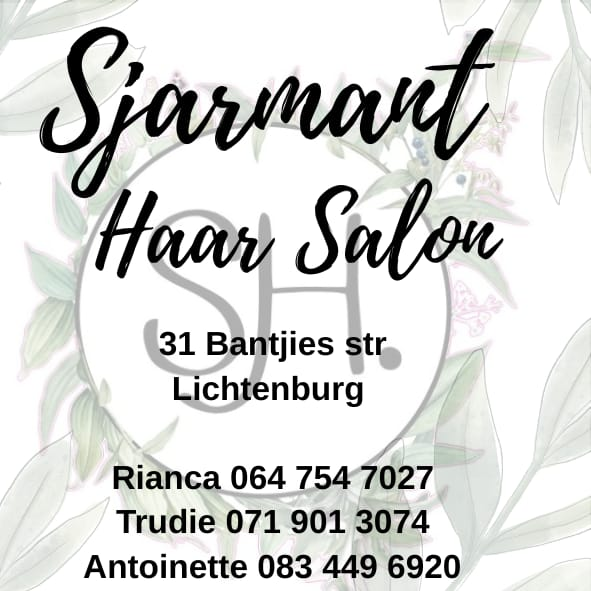 Sjarmant
Haar Salon
SH.
31 Bantjies str
Lichtenburg
Rianca 064 754 7027
Trudie 071 901 3074
Antoinette 083 449 6920